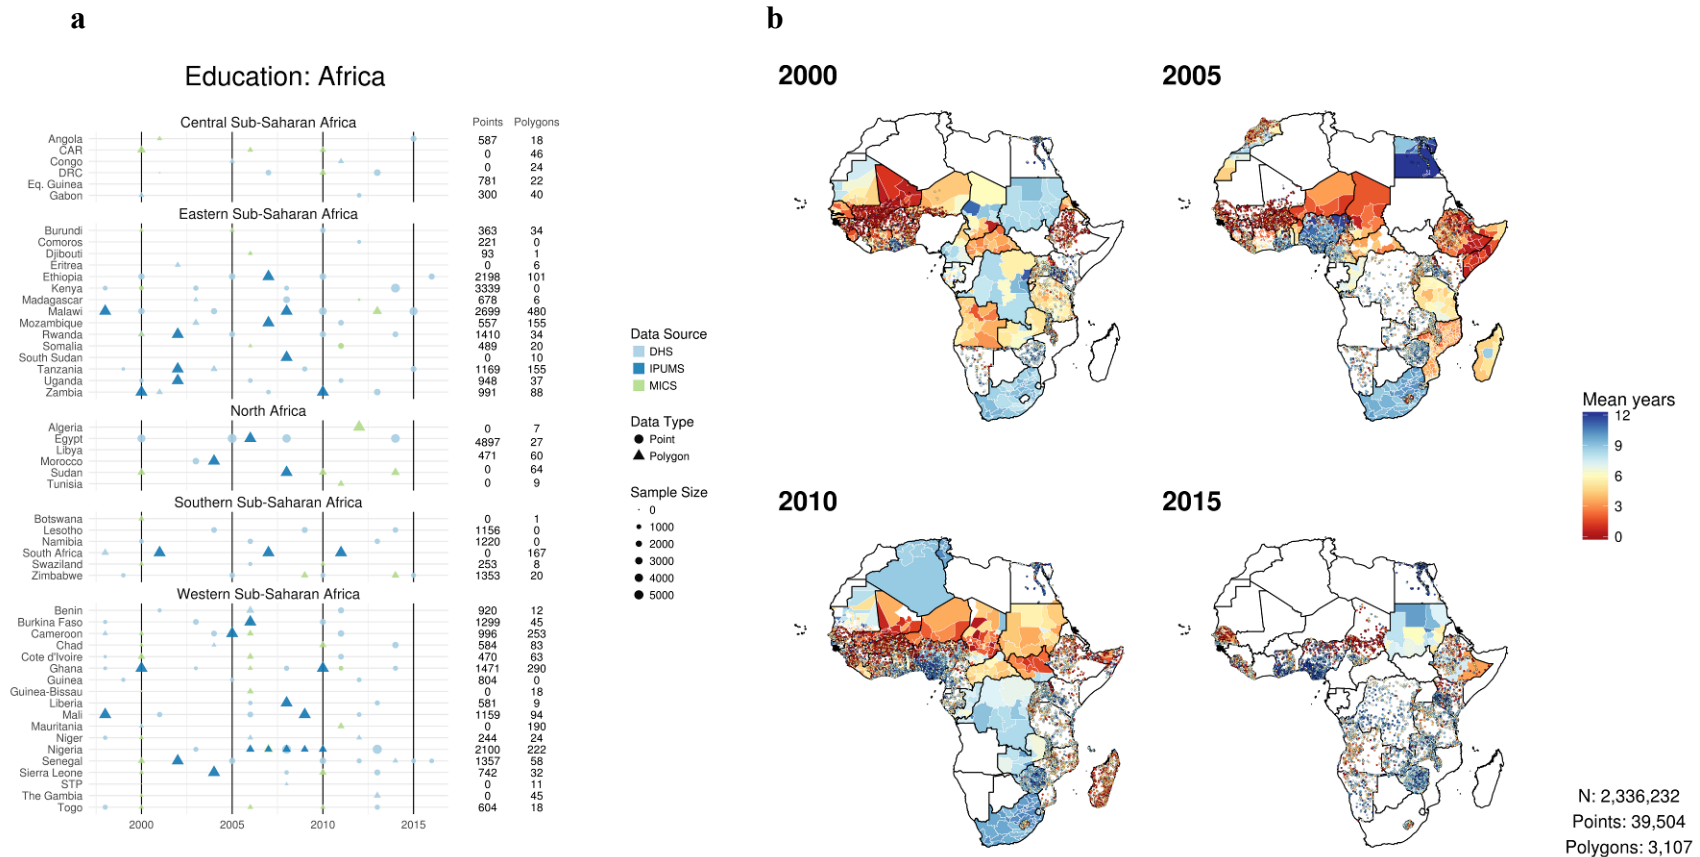 a
Education: Africa
Points Polygons
Central Sub-Saharan Africa
Angola 587 18
CAR 0 46
Congo 0 24
DRC 781 22
Eq. Guinea
Gabon 300 40
Eastern Sub-Saharan Africa
Burundi 363 34
Comoros 221 0
Djibouti 93 1
Eritrea 0 6
Ethiopia 2198 101
Kenya 3339 0
Madagascar 678 6
Malawi 2699 480
Mozambique 557 155
Rwanda 1410 34
Somalia 489 20
South Sudan 0 10
Tanzania 1169 155
Uganda 948 37
Zambia 991 88
North Africa
Algeria 0 7
Egypt 4897 27
Libya
Morocco 471 60
Sudan 0 64
Tunisia 0 9
Southern Sub-Saharan Africa
Botswana 0 1
Lesotho 1156 0
Namibia 1220 0
South Africa 0 167
Swaziland 253 8
Zimbabwe 1353 20
Western Sub-Saharan Africa
Benin 920 12
Burkina Faso 1299 45
Cameroon 996 253
Chad 584 83
Cote d'Ivoire 470 63
Ghana 1471 290
Guinea 804 0
Guinea-Bissau 0 18
Liberia 581 9
Mali 1159 94
Mauritania 0 190
Niger 244 24
Nigeria 2100 222
Senegal 1357 58
Sierra Leone 742 32
STP 0 11
The Gambia 0 45
Togo 604 18
2000 2005 2010 2015
Data Source
DHS
IPUMS
MICS
Data Type
Point
Polygon
Sample Size
0
1000
2000
3000
4000
5000
b
2000
2005
2010
2015
Mean years
12
9
6
3
0
N: 2,336,232
Points: 39,504
Polygons: 3,107